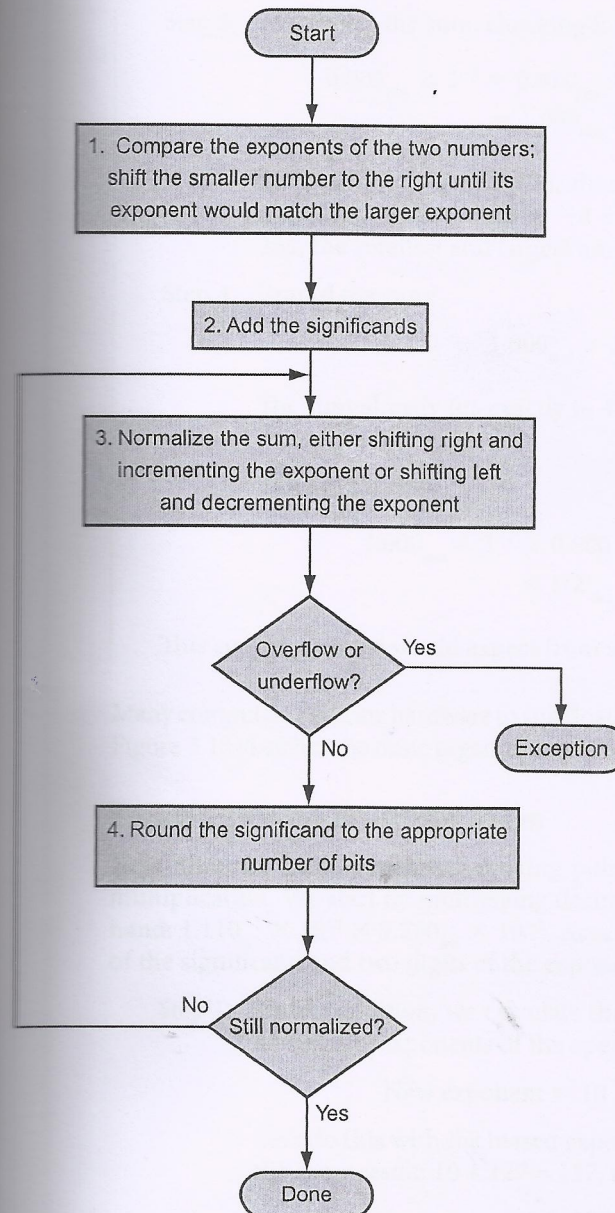 Start
1. Compare the exponents of the two numbers;
shift the smaller number to the right until its
exponent would match the larger exponent
2. Add the significands
3. Normalize the sum, either shifting right and
incrementing the exponent or shifting left
and decrementing the exponent
Overflow or
underflow?
Yes
No
Exception
4. Round the significand to the appropriate
number of bits
No
Still normalized?
Yes
Done